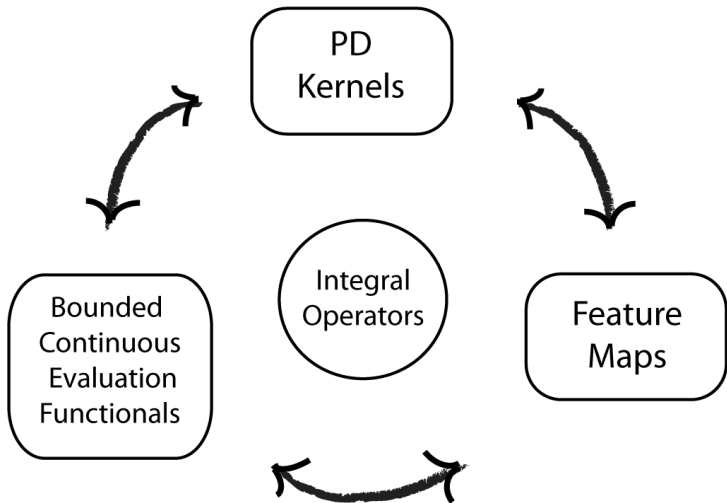 PD
Kernels
Integral
Operators
Bounded
Continuous
Evaluation
Functionals
Feature
Maps